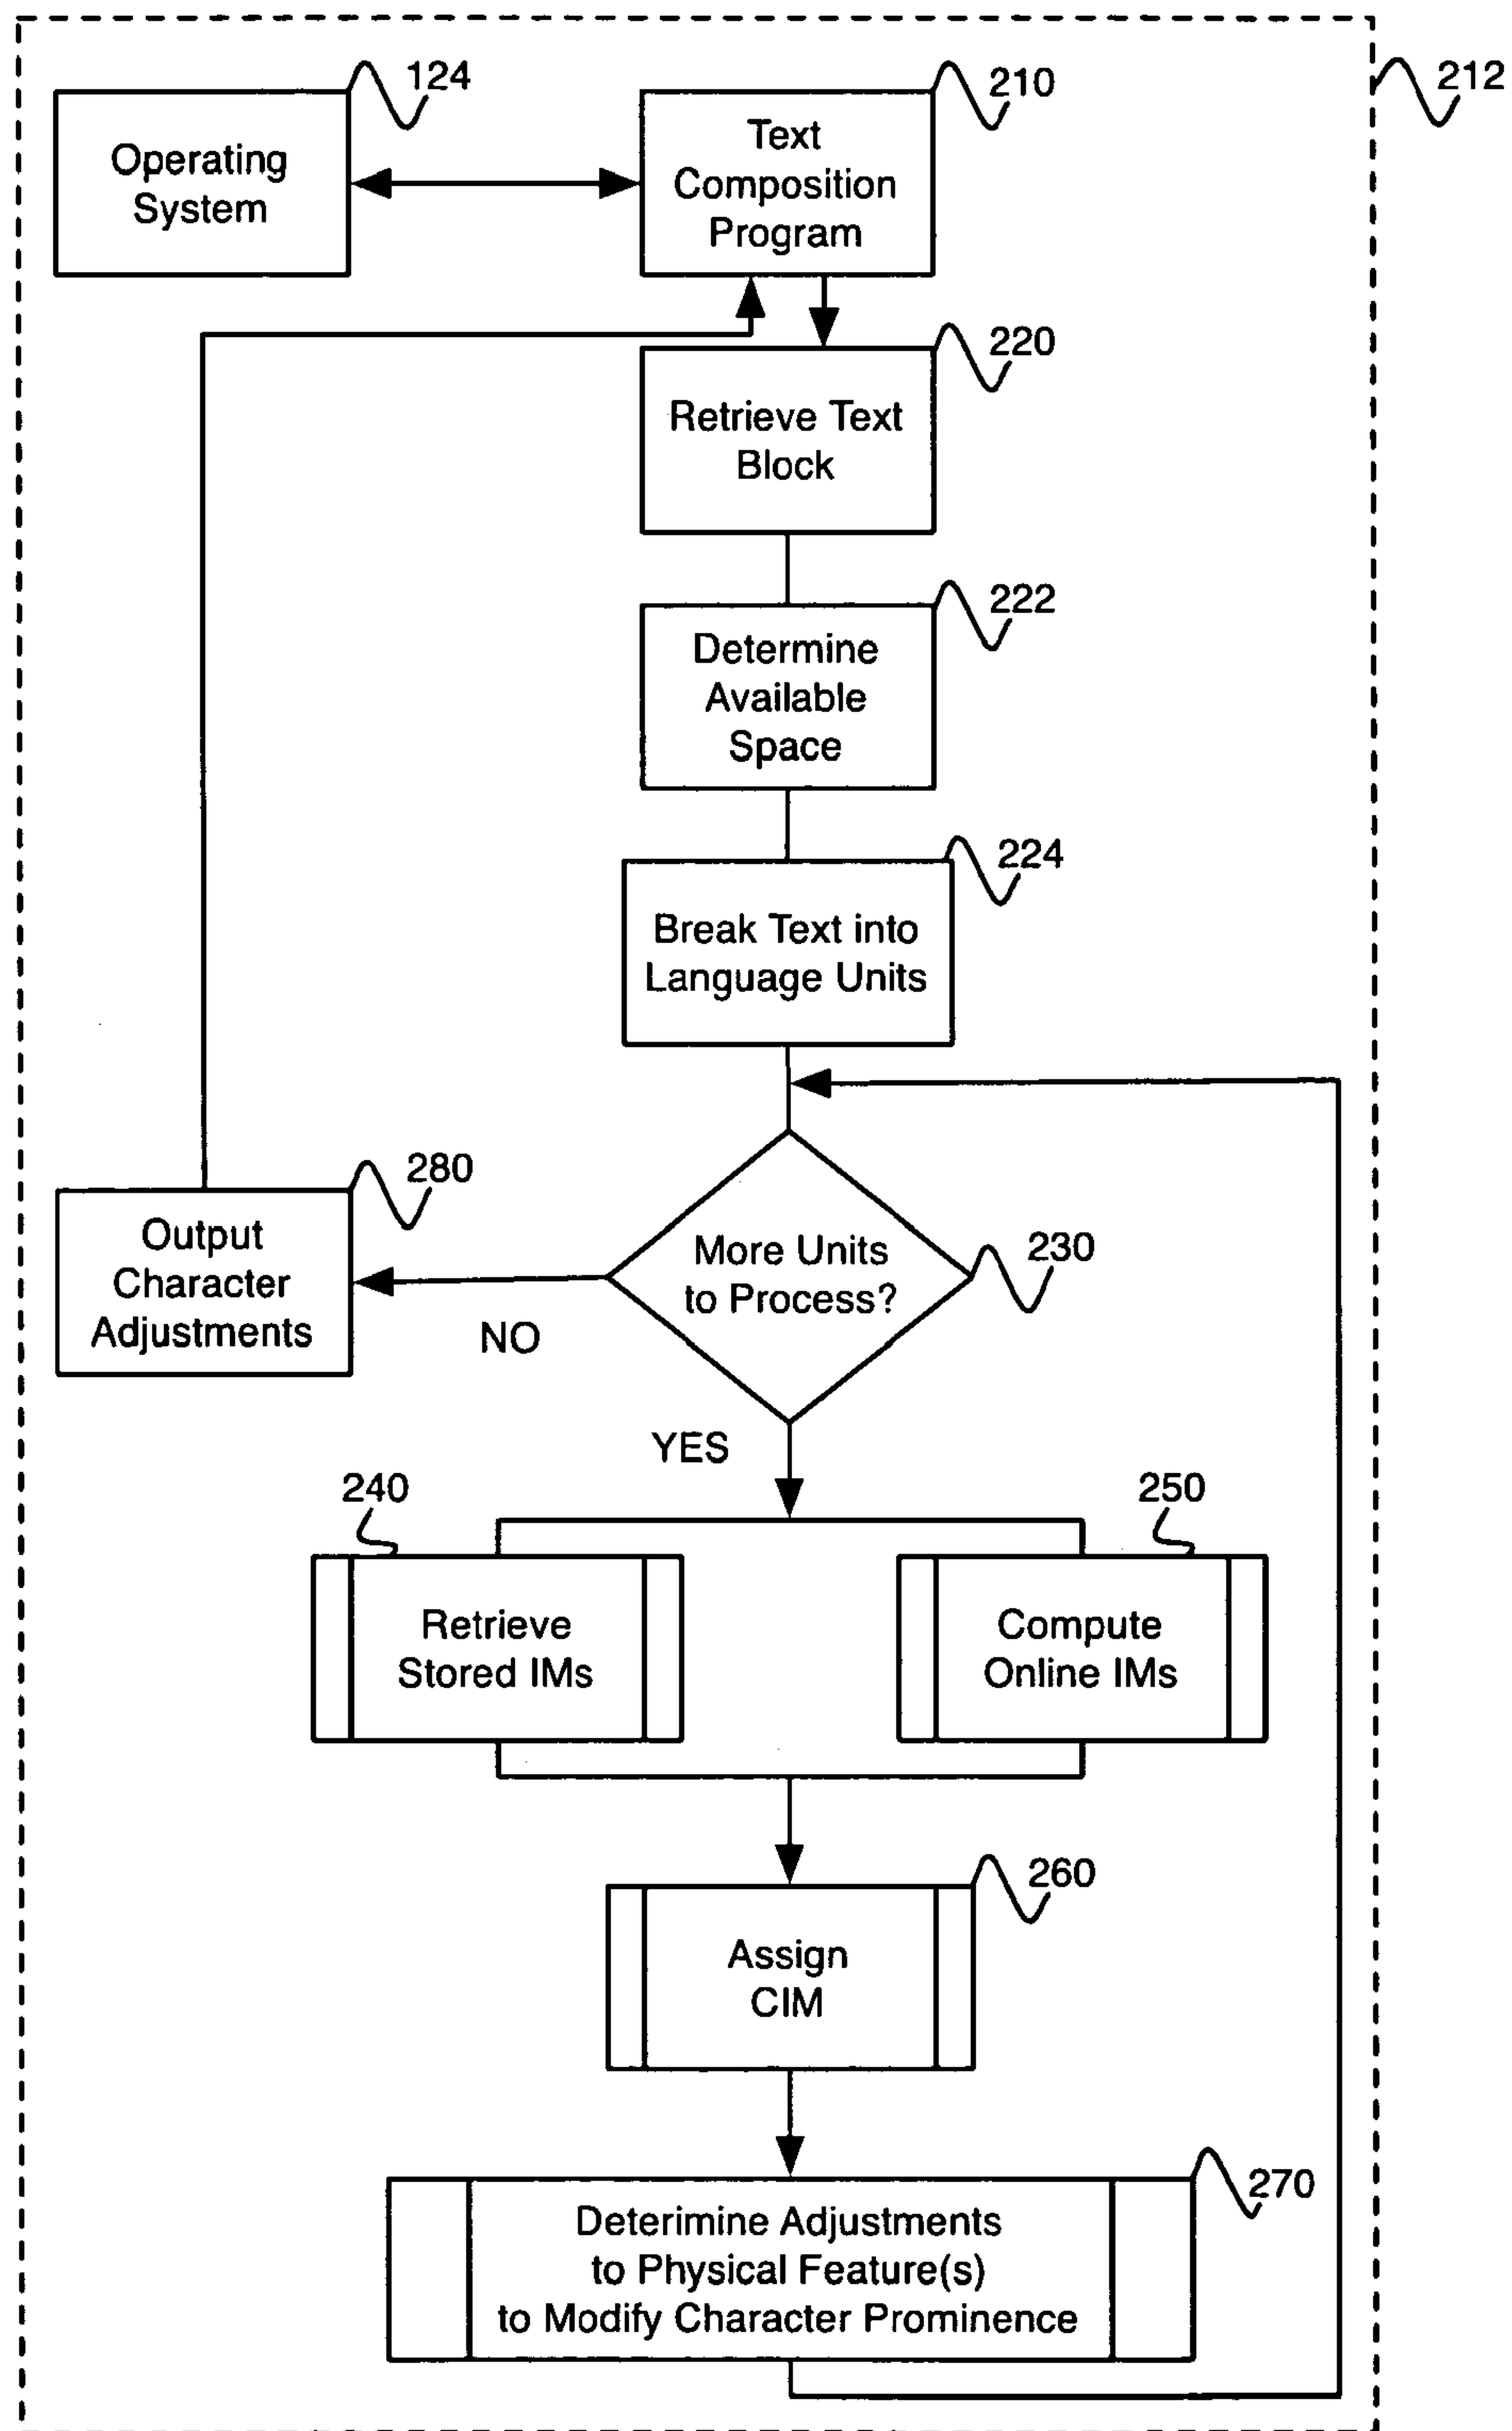 124
210
212
Operating
System
Text
Composition
Program
220
Retrieve Text
Block
222
Determine
Available
Space
224
Break Text into
Language Units
280
Output
Character
Adjustments
More Units
to Process?
230
NO
YES
240
250
Retrieve
Stored IMs
Compute
Online IMs
260
Assign
CIM
270
Deterimine Adjustments
to Physical Feature(s)
to Modify Character Prominence